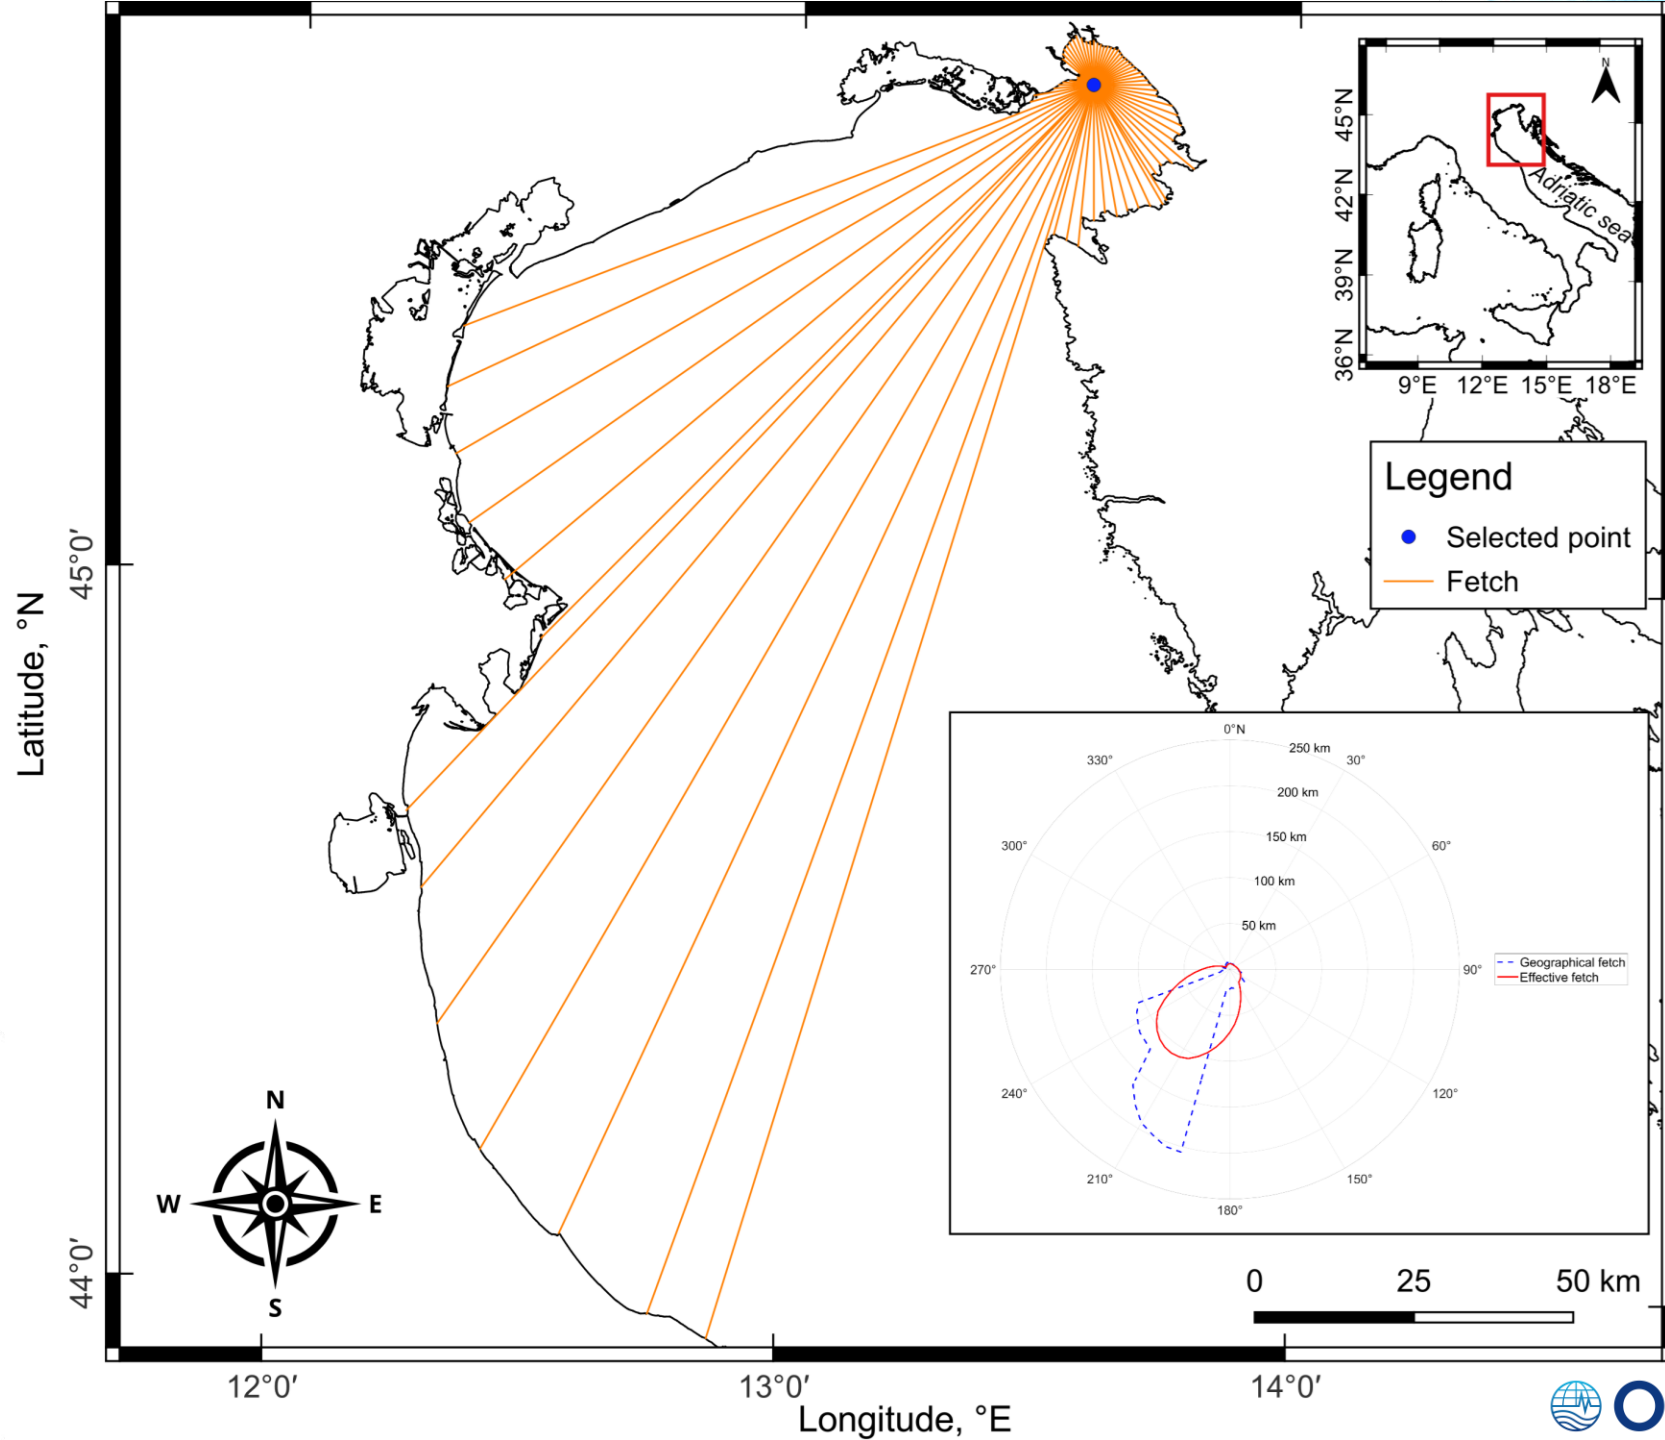 N
45°N
42°N
39°N
36°N
9°E 12°E 15°E 18°E
Adriatic sea
Legend
Selected point
Fetch
45°0′
44°0′
Latitude, °N
12°0′ 13°0′ 14°0′
Longitude, °E
N
W E
S
0°N
30°
60°
90°
120°
150°
180°
210°
240°
270°
300°
330°
250 km
200 km
150 km
100 km
50 km
Geographical fetch
Effective fetch
0 25 50 km